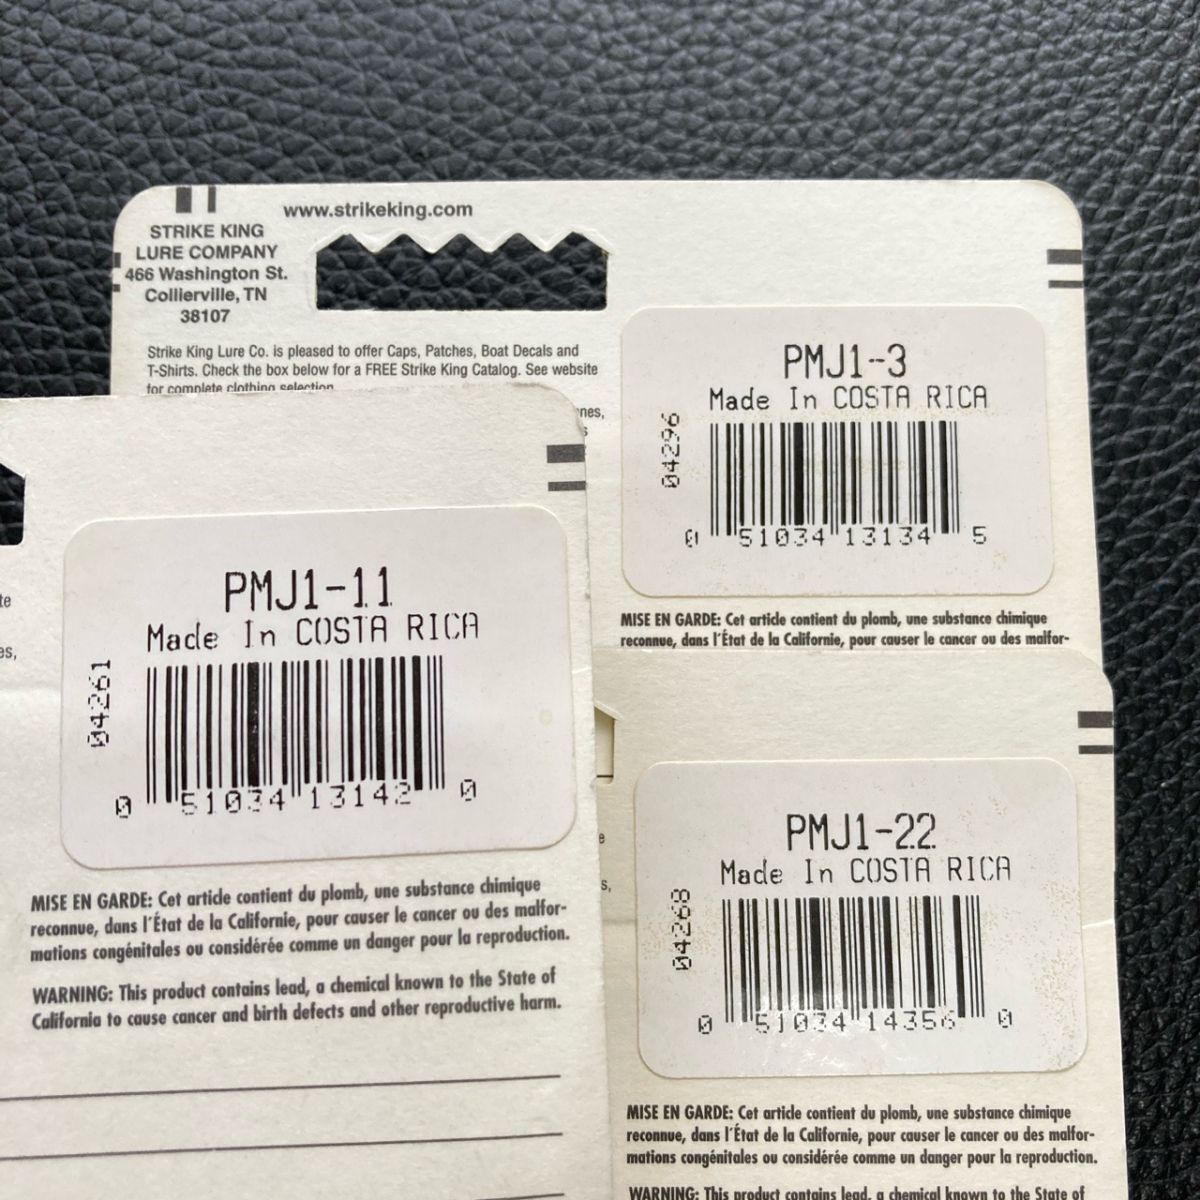 www.strikeking.com
STRIKE KING
LURE COMPANY
466 Washington St.
Collierville, TN
38107
Strike King Lure Co. is pleased to offer Caps, Patches, Boat Decals and
T-Shirts. Check the box below for a FREE Strike King Catalog. See website
for complete clothing selection
PMJ1-3
Made In COSTA RICA
04296
0 51034 13134 5
MISE EN GARDE: Cet article contient du plomb, une substance chimique
reconnue, dans l'État de la Californie, pour causer le cancer ou des malfor-
PMJ1-11
Made In COSTA RICA
04261
0 51034 13142 0
MISE EN GARDE: Cet article contient du plomb, une substance chimique
reconnue, dans l'État de la Californie, pour causer le cancer ou des malfor-
mations congénitales ou considérée comme un danger pour la reproduction.
WARNING: This product contains lead, a chemical known to the State of
California to cause cancer and birth defects and other reproductive harm.
PMJ1-22
Made In COSTA RICA
04268
0 51034 14356 0
MISE EN GARDE: Cet article contient du plomb, une substance chimique
reconnue, dans l'État de la Californie, pour causer le cancer ou des malfor-
mations congénitales ou considérée comme un danger pour la reproduction.
WARNING: This product contains lead, a chemical known to the State of